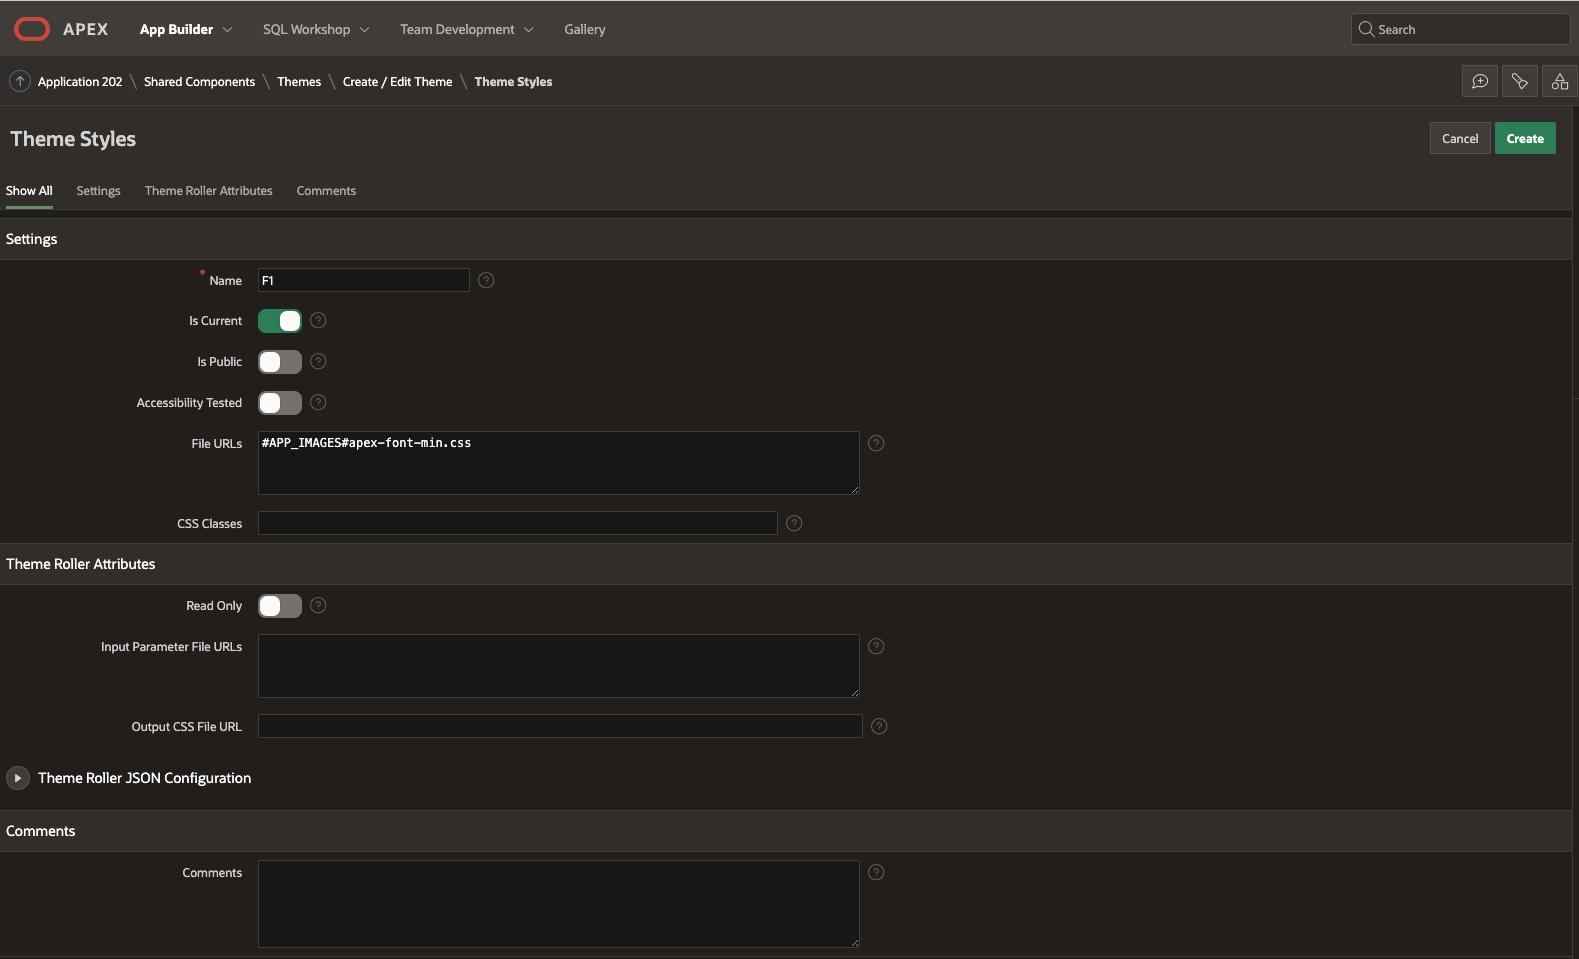 APEX App Builder SQL Workshop Team Development Gallery Search
Application 202 \ Shared Components \ Themes \ Create / Edit Theme \ Theme Styles
Theme Styles Cancel Create
Show All Settings Theme Roller Attributes Comments
Settings
* Name F1 ?
Is Current ?
Is Public ?
Accessibility Tested ?
File URLs #APP_IMAGES#apex-font-min.css ?
CSS Classes ?
Theme Roller Attributes
Read Only ?
Input Parameter File URLs ?
Output CSS File URL ?
Theme Roller JSON Configuration
Comments
Comments ?